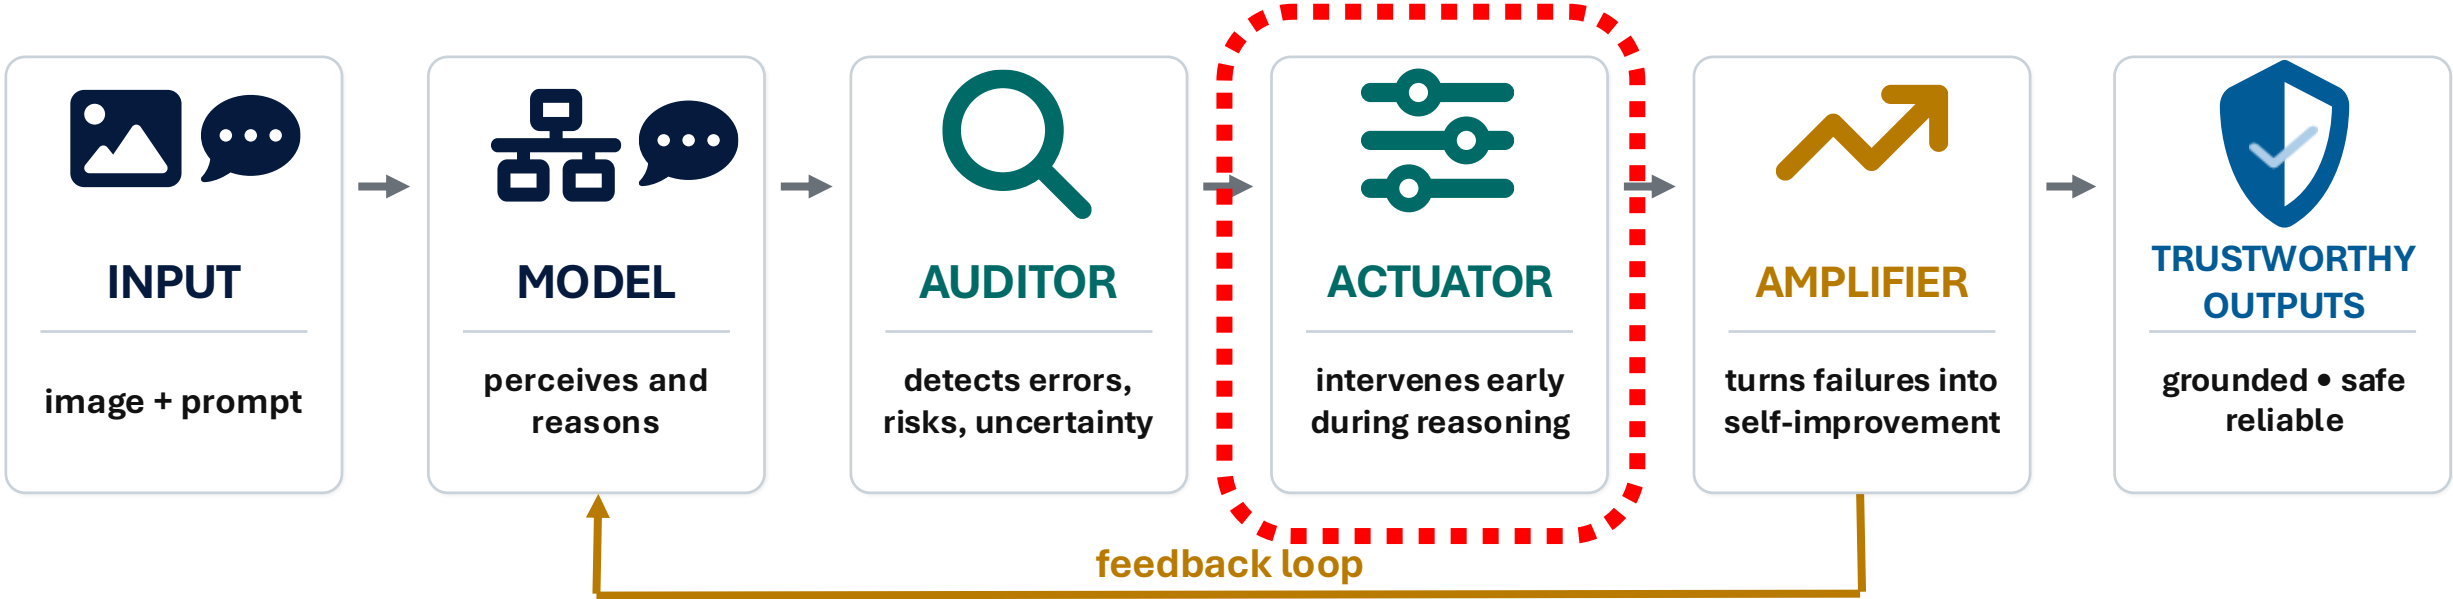 INPUT
image + prompt
MODEL
perceives and
reasons
AUDITOR
detects errors,
risks, uncertainty
ACTUATOR
intervenes early
during reasoning
AMPLIFIER
turns failures into
self-improvement
TRUSTWORTHY
OUTPUTS
grounded • safe
reliable
feedback loop